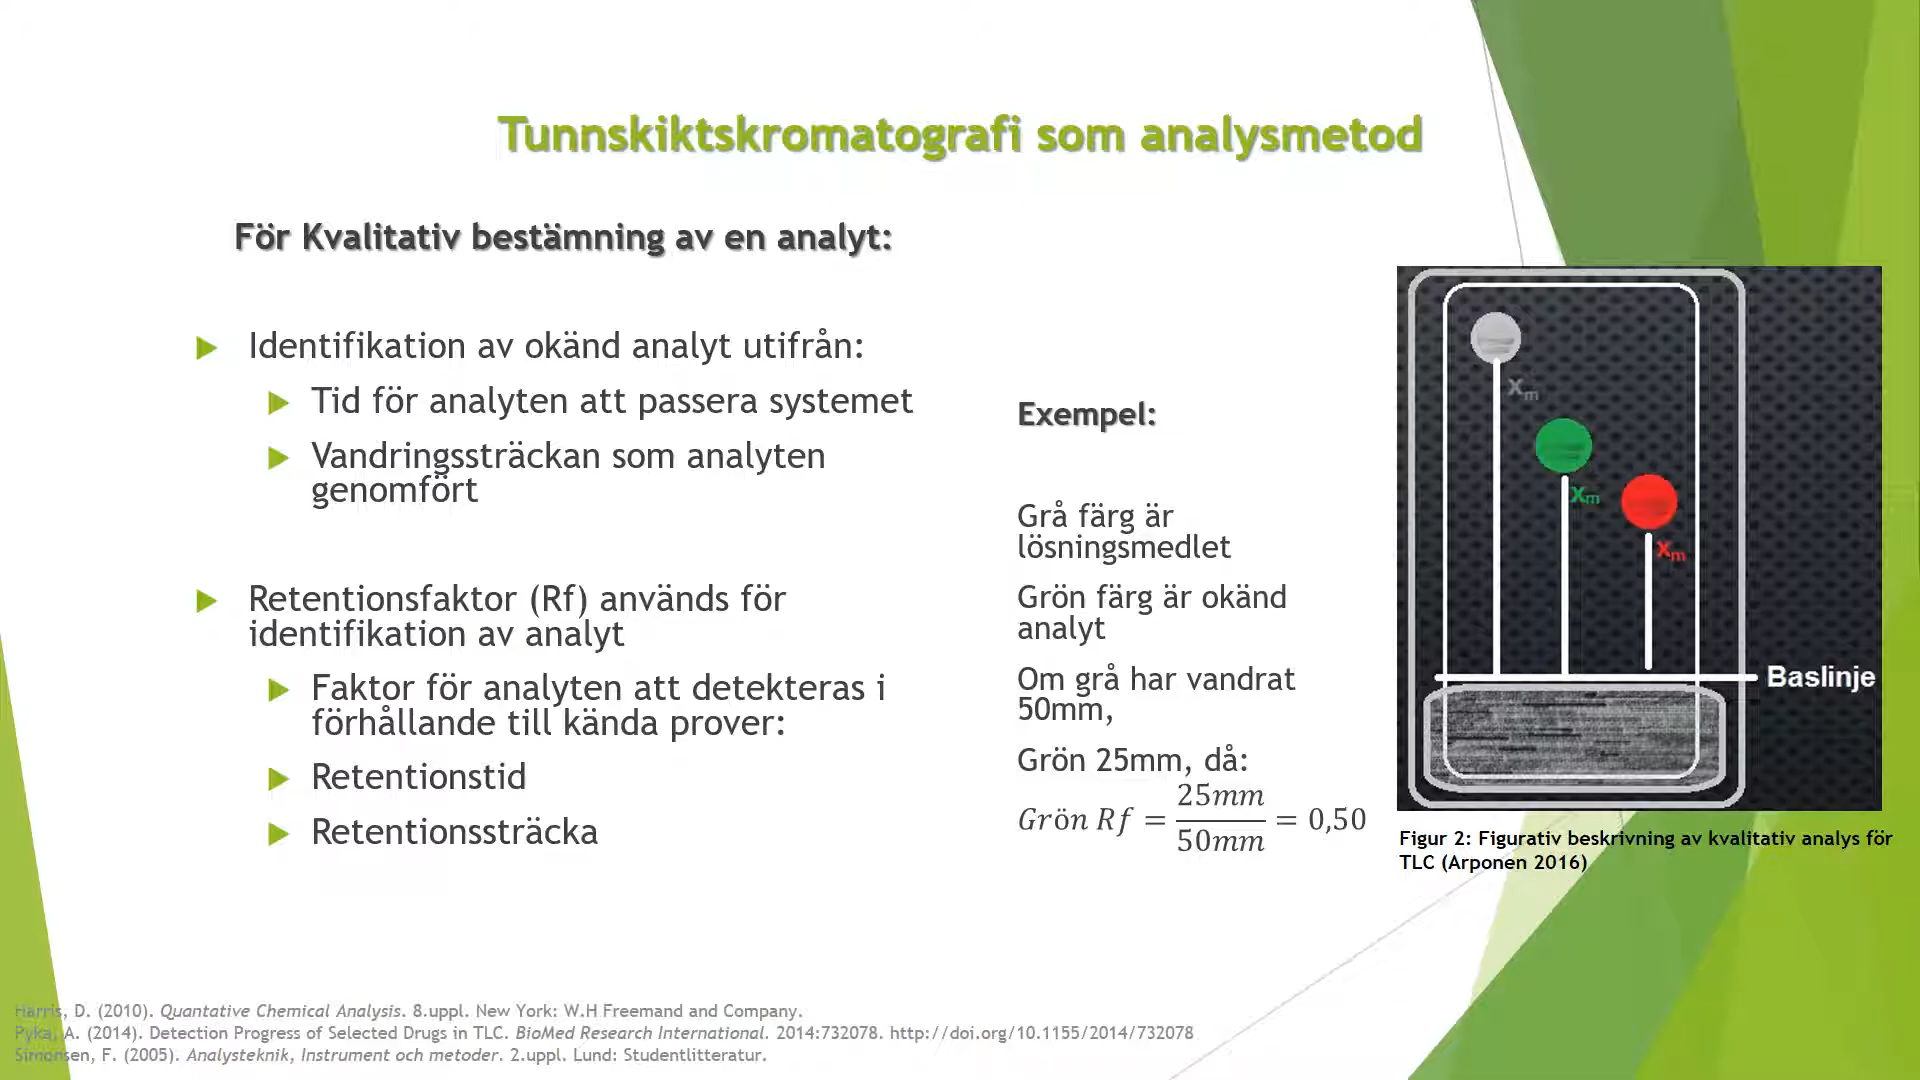 Tunnskiktskromatografi som analysmetod
För Kvalitativ bestämning av en analyt:
Identifikation av okänd analyt utifrån:
Tid för analyten att passera systemet
Vandringssträckan som analyten
genomfört
Retentionsfaktor (Rf) används för
identifikation av analyt
Faktor för analyten att detekteras i
förhållande till kända prover:
Retentionstid
Retentionssträcka
Exempel:
Grå färg är
lösningsmedlet
Grön färg är okänd
analyt
Om grå har vandrat
50mm,
Grön 25mm, då:
Grön Rf = 25mm/50mm = 0,50
Xm
Xm
Xm
Baslinje
Figur 2: Figurativ beskrivning av kvalitativ analys för
TLC (Arponen 2016)
Harris, D. (2010). Quantative Chemical Analysis. 8.uppl. New York: W.H Freemand and Company.
Pyka, A. (2014). Detection Progress of Selected Drugs in TLC. BioMed Research International. 2014:732078. http://doi.org/10.1155/2014/732078
Simonsen, F. (2005). Analysteknik, Instrument och metoder. 2.uppl. Lund: Studentlitteratur.